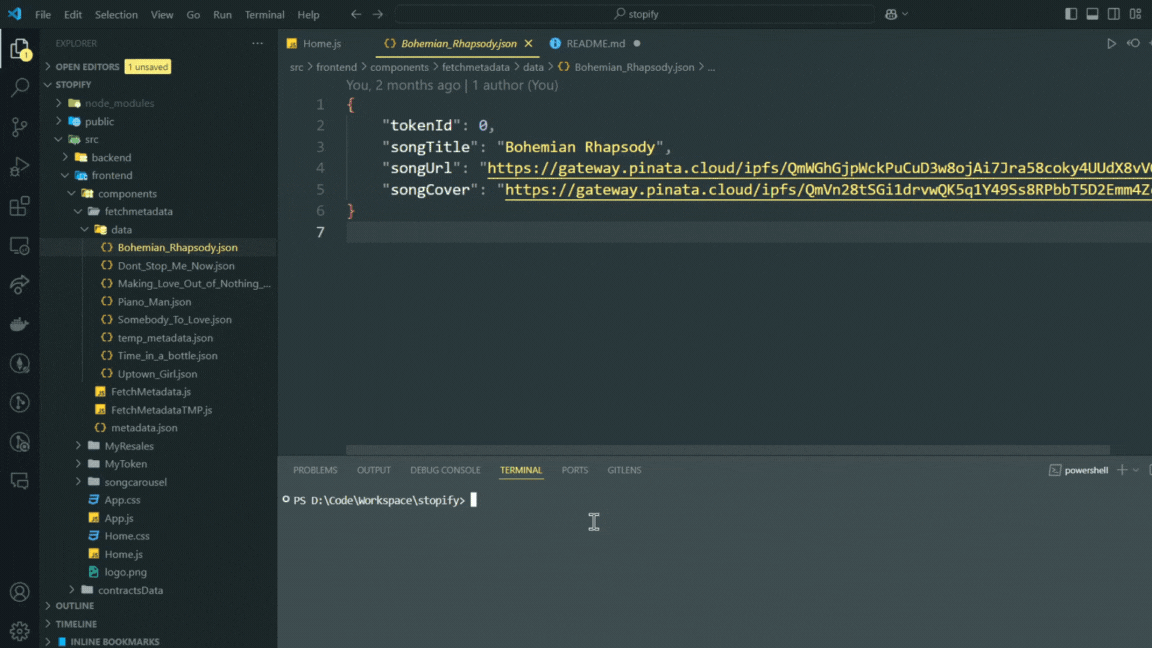 File Edit Selection View Go Run Terminal Help
stopify
EXPLORER
OPEN EDITORS 1 unsaved
STOPIFY
node_modules
public
src
backend
frontend
components
fetchmetadata
data
Bohemian_Rhapsody.json
Dont_Stop_Me_Now.json
Making_Love_Out_of_Nothing_...
Piano_Man.json
Somebody_To_Love.json
temp_metadata.json
Time_in_a_bottle.json
Uptown_Girl.json
FetchMetadata.js
FetchMetadataTMP.js
metadata.json
MyResales
MyToken
songcarousel
App.css
App.js
Home.css
Home.js
logo.png
contractsData
OUTLINE
TIMELINE
INLINE BOOKMARKS
1
Home.js
Bohemian_Rhapsody.json
README.md
src > frontend > components > fetchmetadata > data > Bohemian_Rhapsody.json > ...
You, 2 months ago | 1 author (You)
1 {
2 "tokenId": 0,
3 "songTitle": "Bohemian Rhapsody",
4 "songUrl": "https://gateway.pinata.cloud/ipfs/QmWGhGjpWckPuCuD3w8ojAi7Jra58coky4UUdX8vV
5 "songCover": "https://gateway.pinata.cloud/ipfs/QmVn28tSGi1drvwQK5q1Y49Ss8RPbbT5D2Emm4Z
6 }
7
PROBLEMS OUTPUT DEBUG CONSOLE TERMINAL PORTS GITLENS
powershell
PS D:\Code\Workspace\stopify>